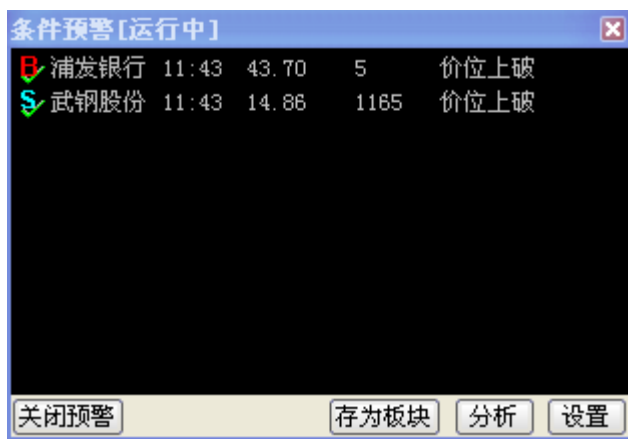 条件预警[运行中]
B 浦发银行 11:43 43.70 5 价位上破
S 武钢股份 11:43 14.86 1165 价位上破
关闭预警 存为板块 分析 设置